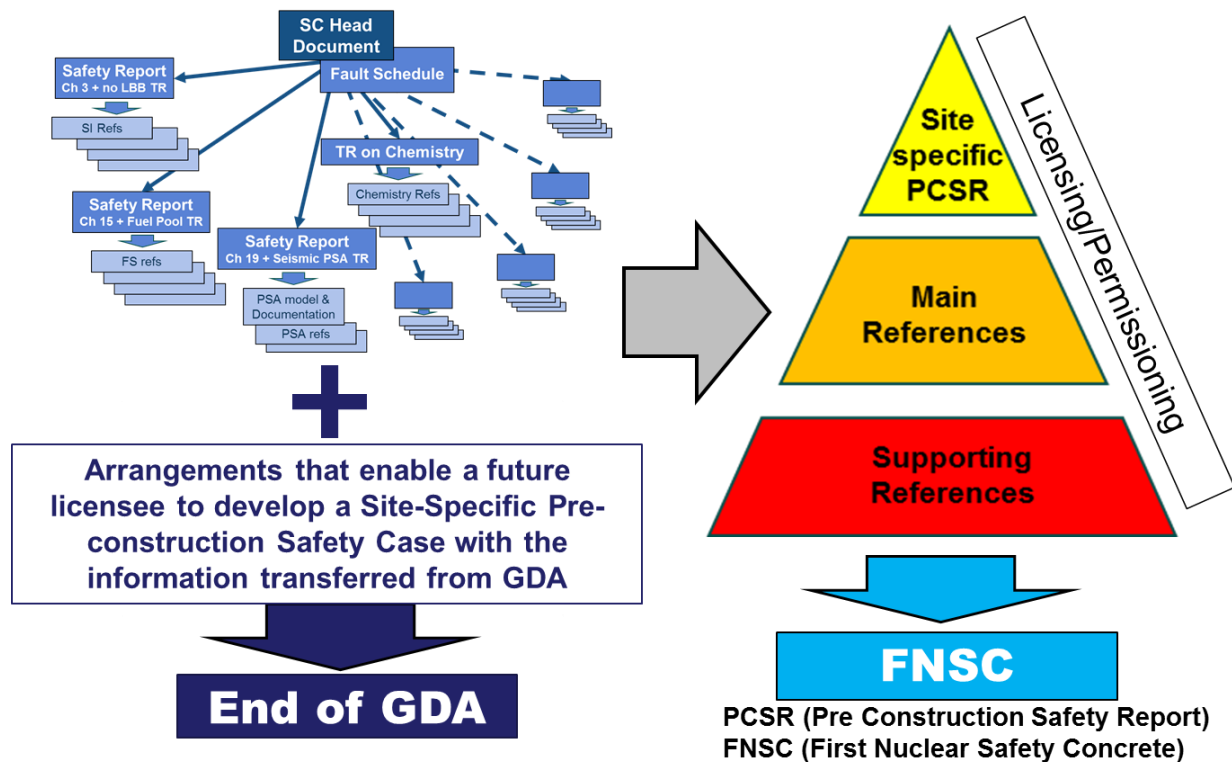 SC Head
Document
Fault Schedule
Safety Report
Ch 3 + no LBB TR
SI Refs
TR on Chemistry
Chemistry Refs
Safety Report
Ch 15 + Fuel Pool TR
FS refs
Safety Report
Ch 19 + Seismic PSA TR
PSA model &
Documentation
PSA refs
Arrangements that enable a future
licensee to develop a Site-Specific Pre-
construction Safety Case with the
information transferred from GDA
End of GDA
Site
specific
PCSR
Main
References
Supporting
References
Licensing/Permissioning
FNSC
PCSR (Pre Construction Safety Report)
FNSC (First Nuclear Safety Concrete)